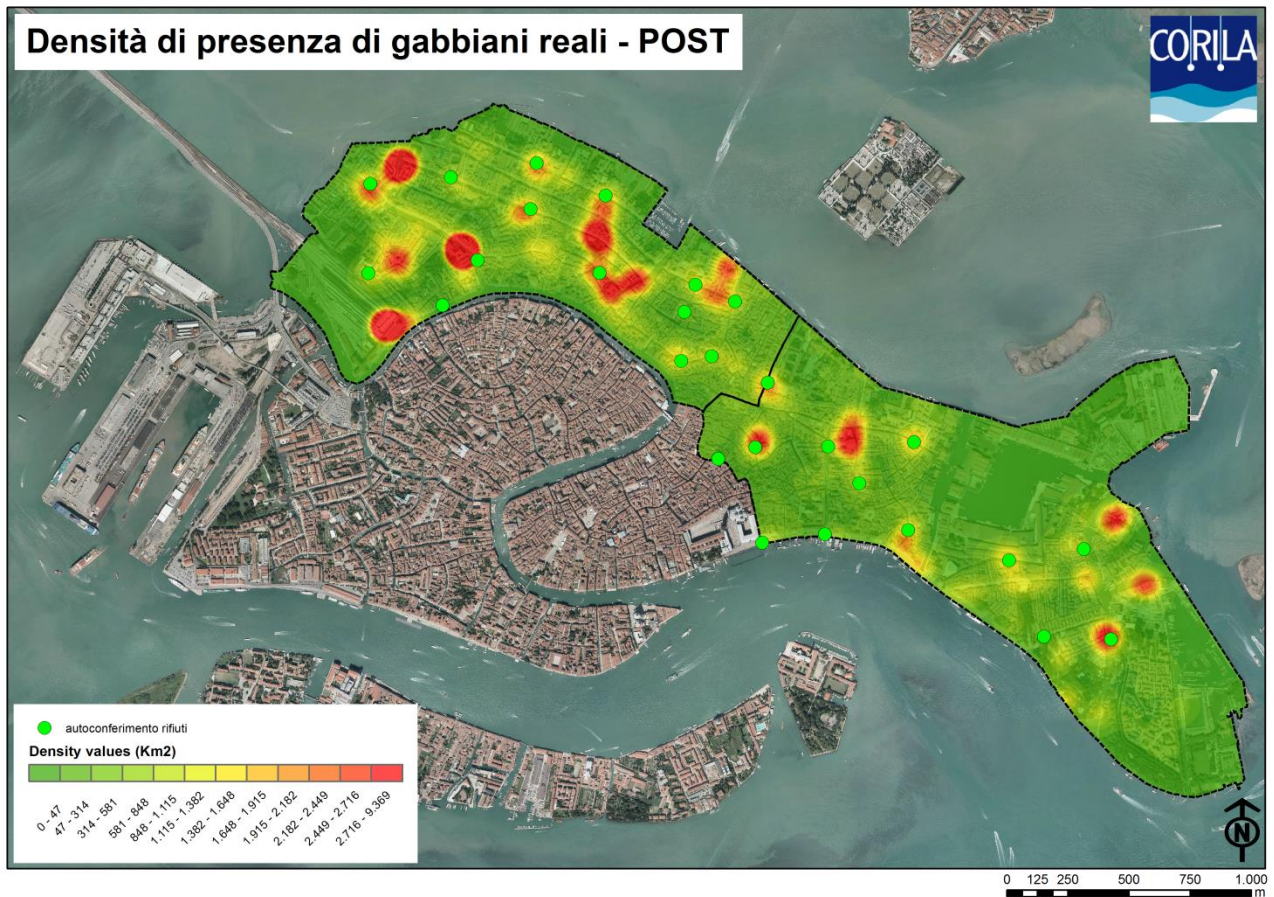 Densità di presenza di gabbiani reali - POST
CORILA
autoconferimento rifiuti
Density values (Km2)
0 - 47
47 - 314
314 - 581
581 - 848
848 - 1.115
1.115 - 1.382
1.382 - 1.648
1.648 - 1.915
1.915 - 2.182
2.182 - 2.449
2.449 - 2.716
2.716 - 9.369
N
0 125 250 500 750 1.000
m